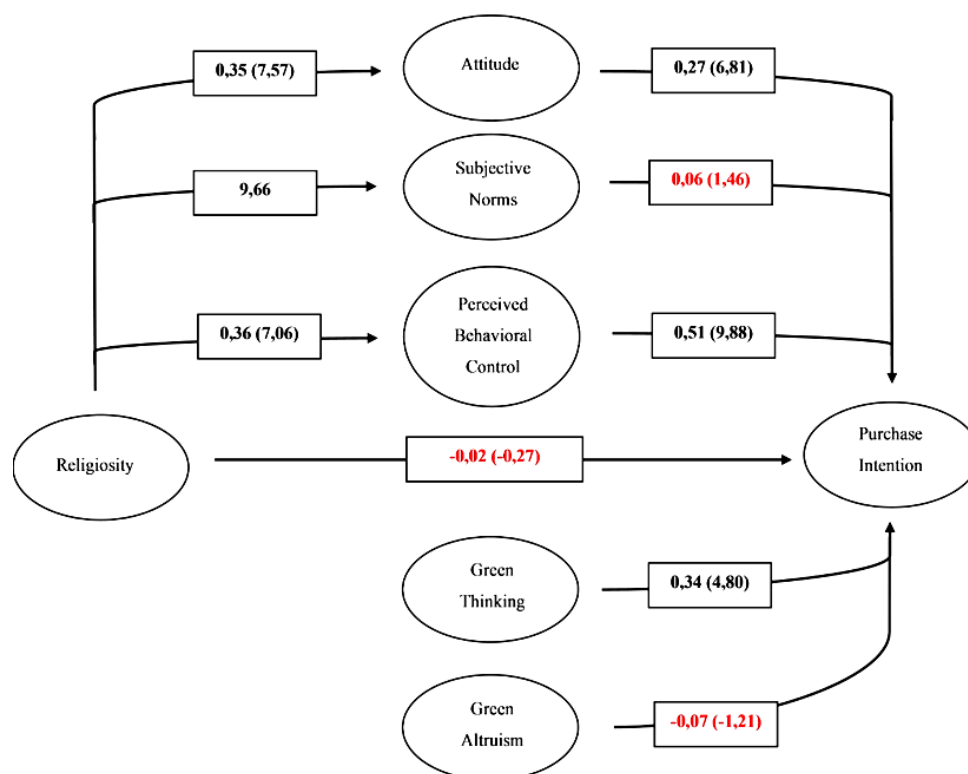 0,35 (7,57)
Attitude
0,27 (6,81)
9,66
Subjective
Norms
0,06 (1,46)
0,36 (7,06)
Perceived
Behavioral
Control
0,51 (9,88)
Religiosity
-0,02 (-0,27)
Purchase
Intention
Green
Thinking
0,34 (4,80)
Green
Altruism
-0,07 (-1,21)